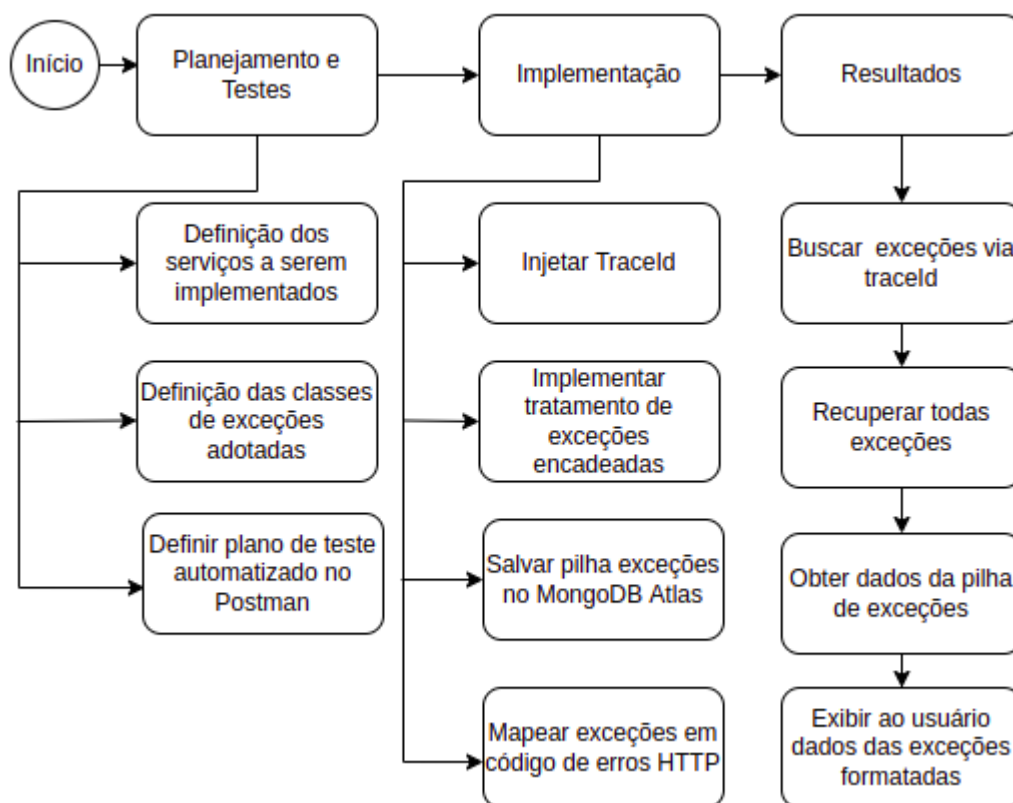 Início
Planejamento e
Testes
Implementação
Resultados
Definição dos
serviços a serem
implementados
Definição das classes
de exceções
adotadas
Definir plano de teste
automatizado no
Postman
Injetar TraceId
Implementar
tratamento de
exceções
encadeadas
Salvar pilha exceções
no MongoDB Atlas
Mapear exceções em
código de erros HTTP
Buscar exceções via
traceId
Recuperar todas
exceções
Obter dados da pilha
de exceções
Exibir ao usuário
dados das exceções
formatadas